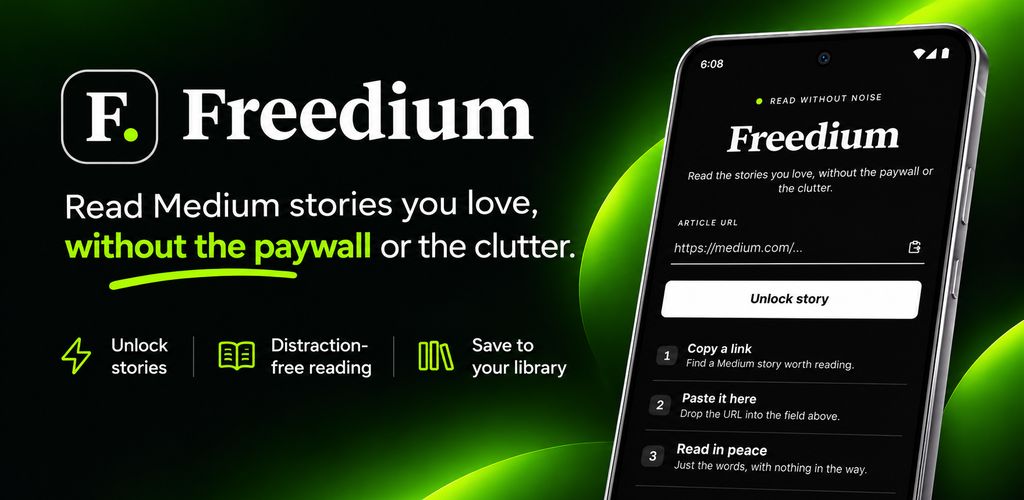 F.
Freedium
Read Medium stories you love,
without the paywall or the clutter.
Unlock
stories
Distraction-
free reading
Save to
your library
6:08
READ WITHOUT NOISE
Freedium
Read the stories you love, without the paywall or
the clutter.
ARTICLE URL
https://medium.com/...
Unlock story
1
Copy a link
Find a Medium story worth reading.
2
Paste it here
Drop the URL into the field above.
3
Read in peace
Just the words, with nothing in the way.